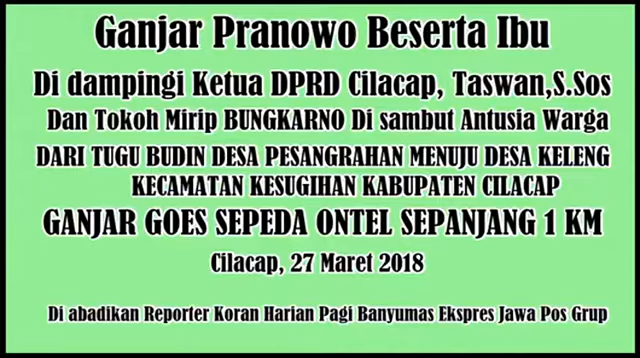 Ganjar Pranowo Beserta Ibu
Di dampingi Ketua DPRD Cilacap, Taswan,S.Sos
Dan Tokoh Mirip BUNGKARNO Di sambut Antusia Warga
DARI TUGU BUDIN DESA PESANGRAHAN MENUJU DESA KELENG
KECAMATAN KESUGIHAN KABUPATEN CILACAP
GANJAR GOES SEPEDA ONTEL SEPANJANG 1 KM
Cilacap, 27 Maret 2018
Di abadikan Reporter Koran Harian Pagi Banyumas Ekspres Jawa Pos Grup